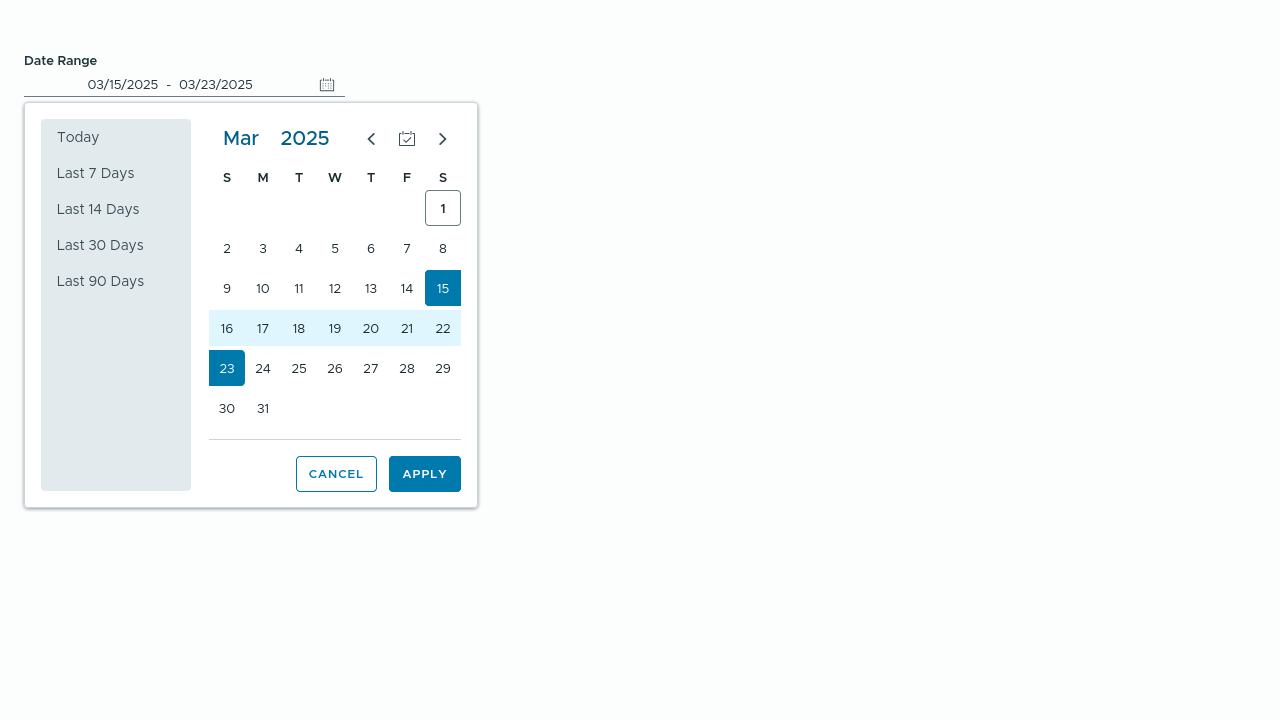 Date Range
03/15/2025 - 03/23/2025
Today
Last 7 Days
Last 14 Days
Last 30 Days
Last 90 Days
Mar 2025
S M T W T F S
1
2 3 4 5 6 7 8
9 10 11 12 13 14 15
16 17 18 19 20 21 22
23 24 25 26 27 28 29
30 31
CANCEL APPLY